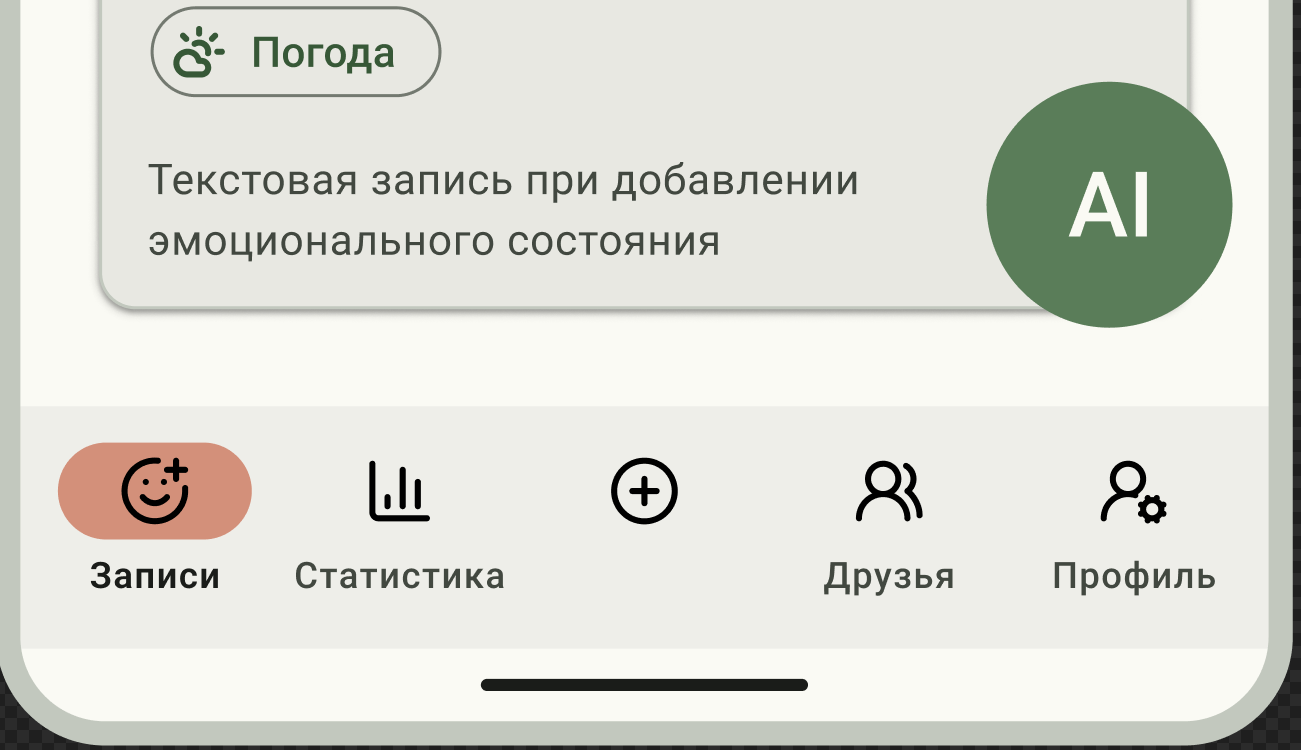 Погода
Текстовая запись при добавлении
эмоционального состояния
AI
Записи
Статистика
Друзья
Профиль